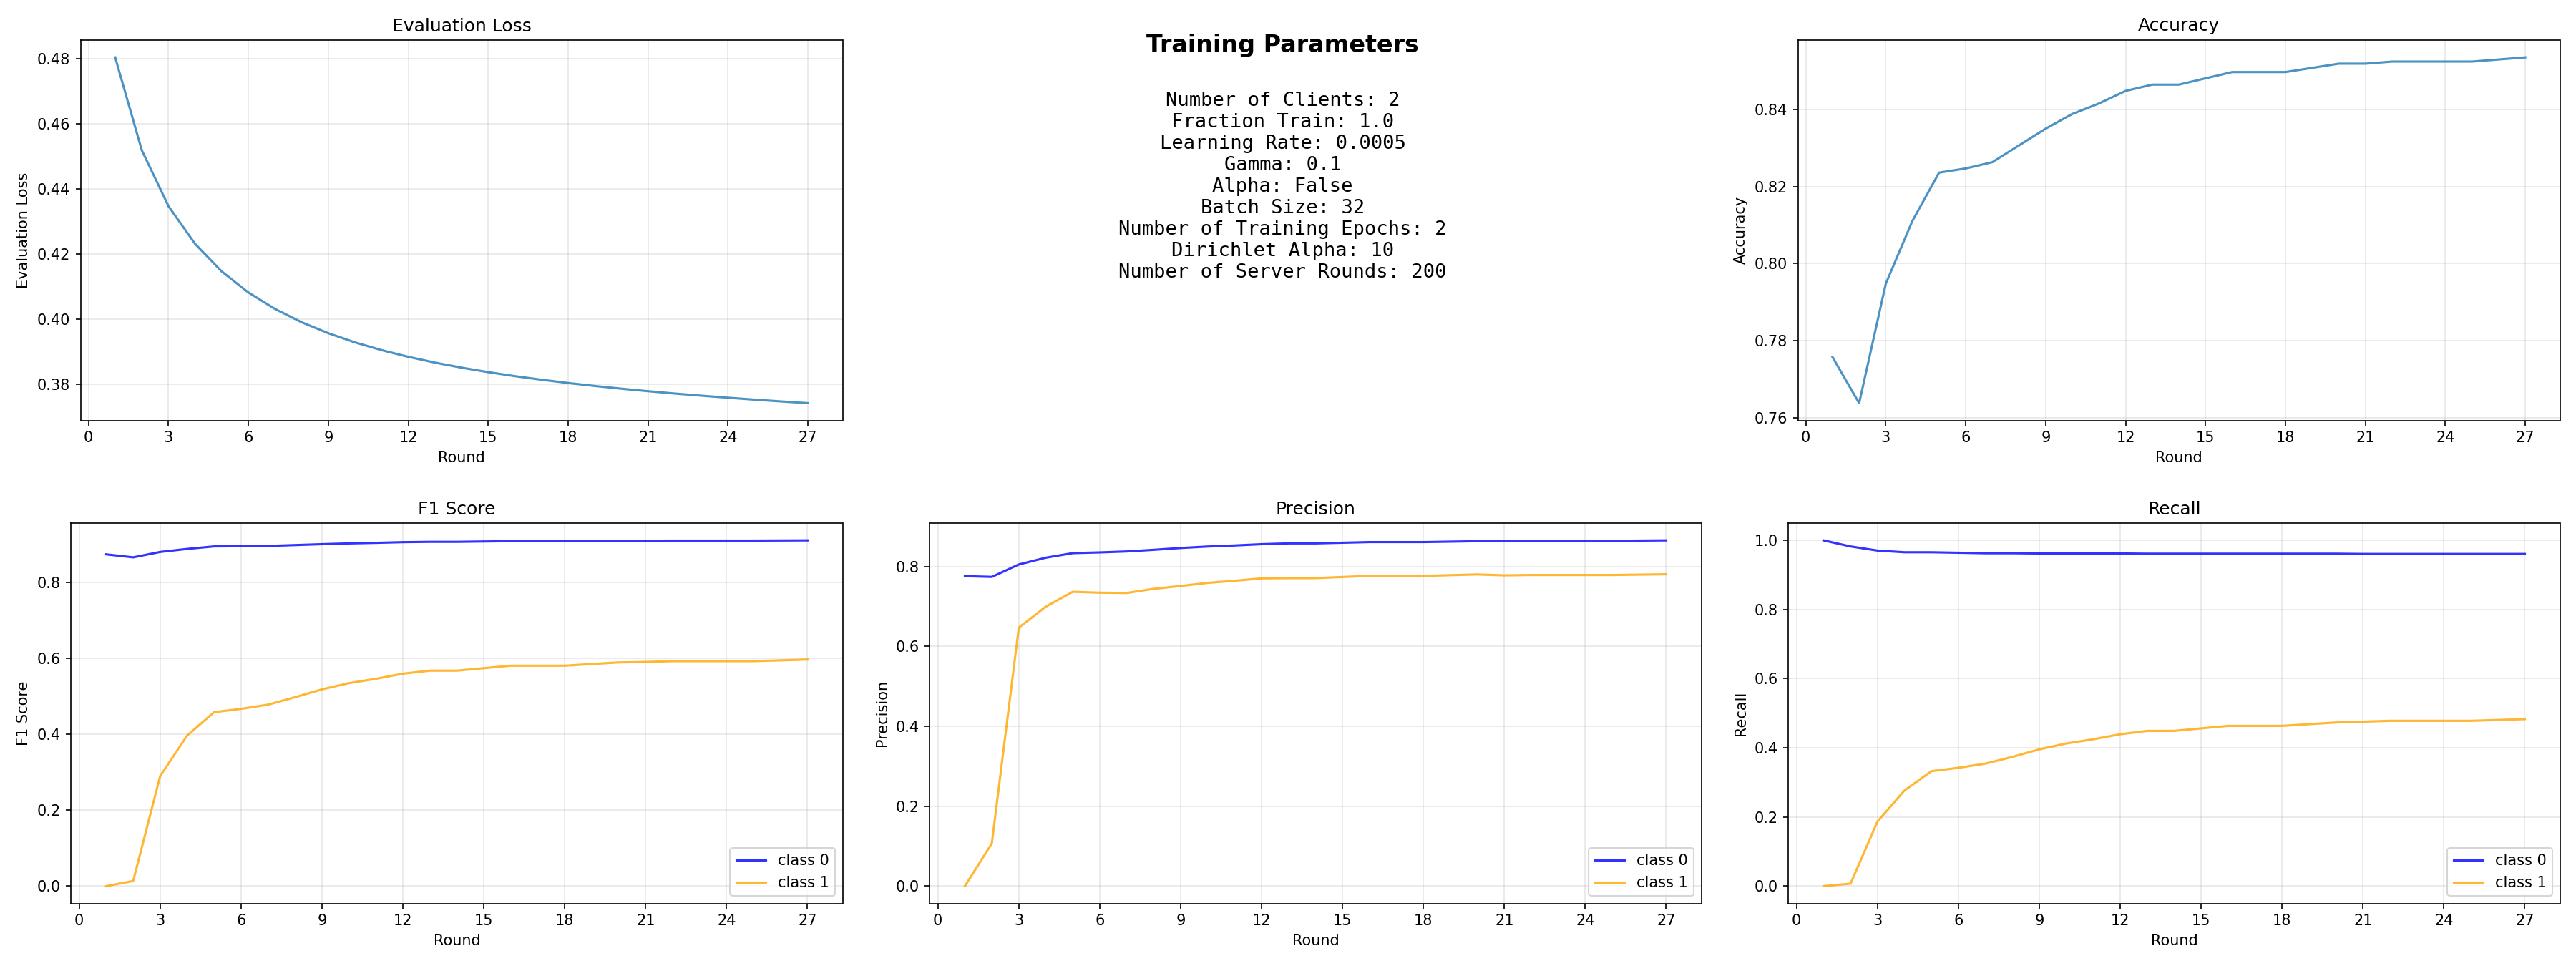 Evaluation Loss
0.48
0.46
0.44
0.42
0.40
0.38
Evaluation Loss
0 3 6 9 12 15 18 21 24 27
Round
Training Parameters
Number of Clients: 2
Fraction Train: 1.0
Learning Rate: 0.0005
Gamma: 0.1
Alpha: False
Batch Size: 32
Number of Training Epochs: 2
Dirichlet Alpha: 10
Number of Server Rounds: 200
Accuracy
0.84
0.82
0.80
0.78
0.76
Accuracy
0 3 6 9 12 15 18 21 24 27
Round
F1 Score
0.8
0.6
0.4
0.2
0.0
F1 Score
class 0
class 1
0 3 6 9 12 15 18 21 24 27
Round
Precision
0.8
0.6
0.4
0.2
0.0
Precision
class 0
class 1
0 3 6 9 12 15 18 21 24 27
Round
Recall
1.0
0.8
0.6
0.4
0.2
0.0
Recall
class 0
class 1
0 3 6 9 12 15 18 21 24 27
Round